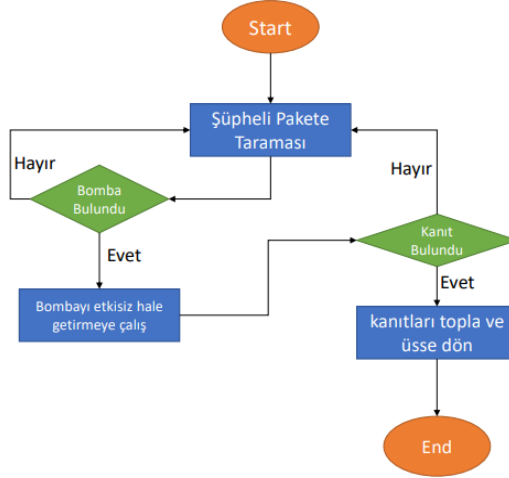 Start
Şüpheli Pakete
Taraması
Hayır
Bomba
Bulundu
Evet
Bombayı etkisiz hale
getirmeye çalış
Hayır
Kanıt
Bulundu
Evet
kanıtları topla ve
üsse dön
End